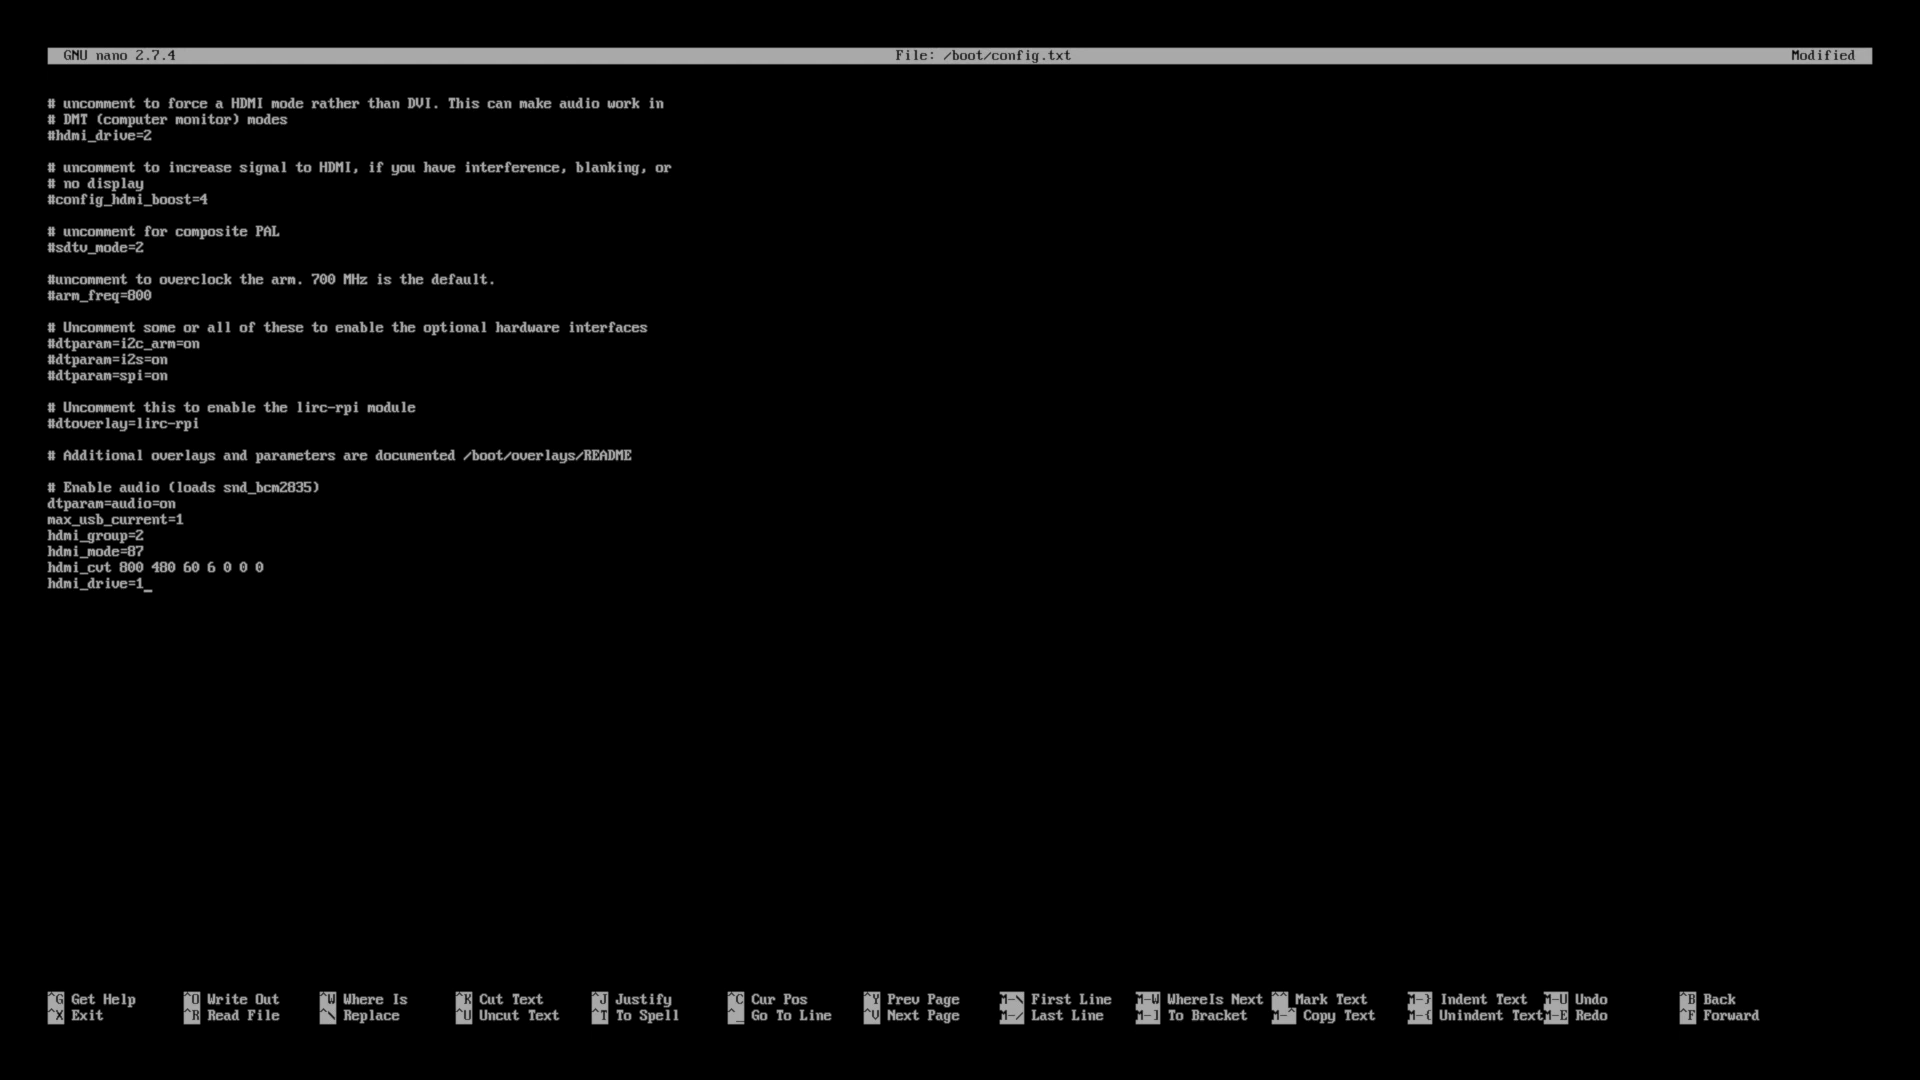 GNU nano 2.7.4 File: /boot/config.txt Modified
# uncomment to force a HDMI mode rather than DVI. This can make audio work in
# DMT (computer monitor) modes
#hdmi_drive=2
# uncomment to increase signal to HDMI, if you have interference, blanking, or
# no display
#config_hdmi_boost=4
# uncomment for composite PAL
#sdtv_mode=2
#uncomment to overclock the arm. 700 MHz is the default.
#arm_freq=800
# Uncomment some or all of these to enable the optional hardware interfaces
#dtparam=i2c_arm=on
#dtparam=i2s=on
#dtparam=spi=on
# Uncomment this to enable the lirc-rpi module
#dtoverlay=lirc-rpi
# Additional overlays and parameters are documented /boot/overlays/README
# Enable audio (loads snd_bcm2835)
dtparam=audio=on
max_usb_current=1
hdmi_group=2
hdmi_mode=87
hdmi_cvt 800 480 60 6 0 0 0
hdmi_drive=1_
^G Get Help ^O Write Out ^W Where Is ^K Cut Text ^J Justify ^C Cur Pos ^Y Prev Page M-\ First Line M-W WhereIs Next ^^ Mark Text M-} Indent Text M-U Undo ^B Back
^X Exit ^R Read File ^\ Replace ^U Uncut Text ^T To Spell ^_ Go To Line ^V Next Page M-/ Last Line M-] To Bracket M-^ Copy Text M-{ Unindent Text M-E Redo ^F Forward